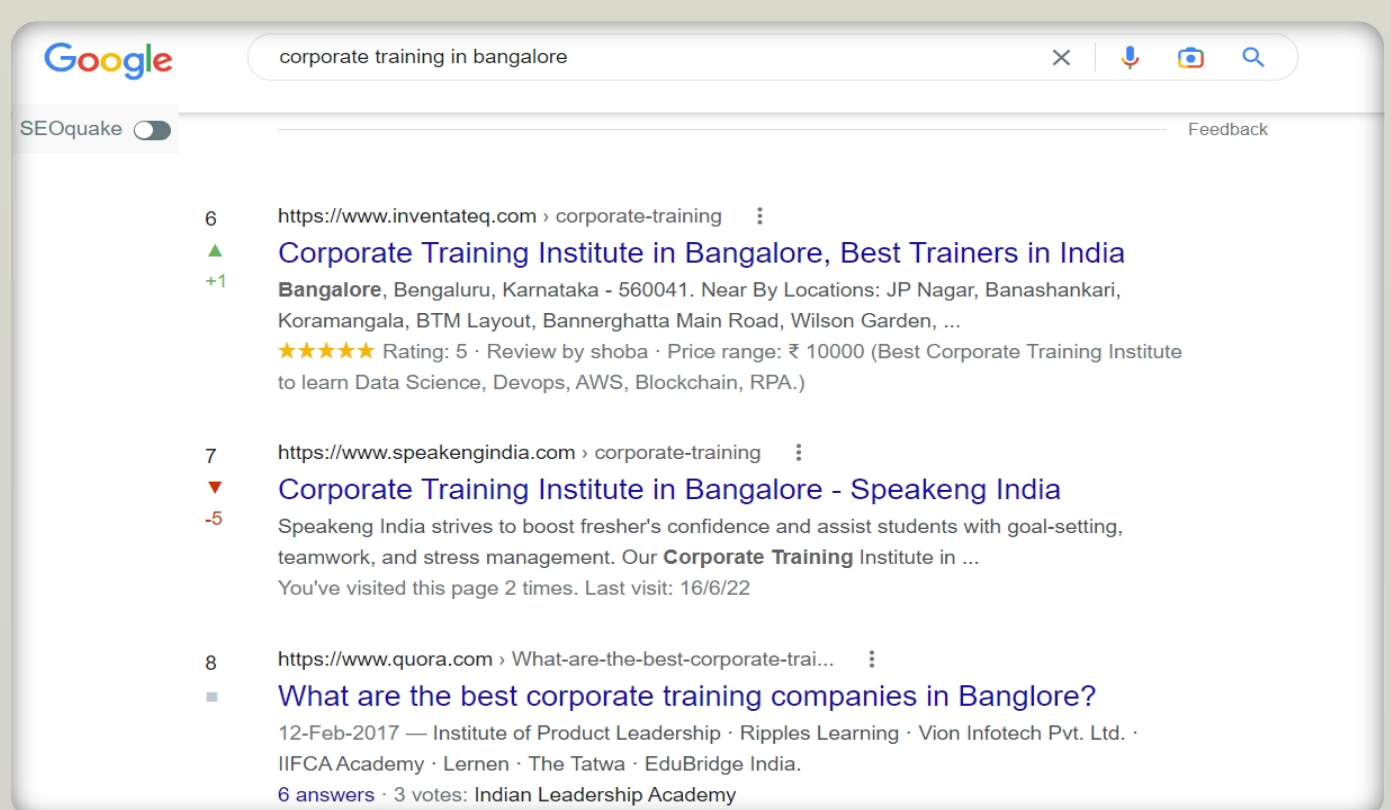 Google
corporate training in bangalore
SEOquake
Feedback
6
https://www.inventateq.com › corporate-training
Corporate Training Institute in Bangalore, Best Trainers in India
+1
Bangalore, Bengaluru, Karnataka - 560041. Near By Locations: JP Nagar, Banashankari,
Koramangala, BTM Layout, Bannerghatta Main Road, Wilson Garden, ...
★★★★★ Rating: 5 · Review by shoba · Price range: ₹ 10000 (Best Corporate Training Institute
to learn Data Science, Devops, AWS, Blockchain, RPA.)
7
https://www.speakengindia.com › corporate-training
Corporate Training Institute in Bangalore - Speakeng India
-5
Speakeng India strives to boost fresher's confidence and assist students with goal-setting,
teamwork, and stress management. Our Corporate Training Institute in ...
You've visited this page 2 times. Last visit: 16/6/22
8
https://www.quora.com › What-are-the-best-corporate-trai...
What are the best corporate training companies in Banglore?
12-Feb-2017 — Institute of Product Leadership · Ripples Learning · Vion Infotech Pvt. Ltd. ·
IIFCA Academy · Lernen · The Tatwa · EduBridge India.
6 answers · 3 votes: Indian Leadership Academy